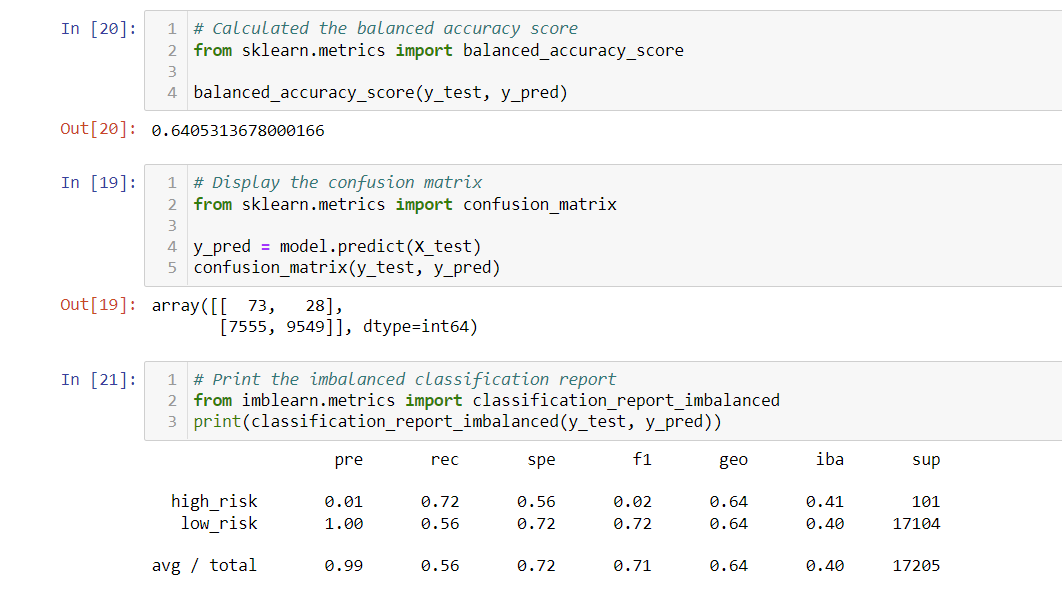 In [20]:
1 # Calculated the balanced accuracy score
2 from sklearn.metrics import balanced_accuracy_score
3
4 balanced_accuracy_score(y_test, y_pred)
Out[20]: 0.6405313678000166
In [19]:
1 # Display the confusion matrix
2 from sklearn.metrics import confusion_matrix
3
4 y_pred = model.predict(X_test)
5 confusion_matrix(y_test, y_pred)
Out[19]: array([[  73,   28],
       [7555, 9549]], dtype=int64)
In [21]:
1 # Print the imbalanced classification report
2 from imblearn.metrics import classification_report_imbalanced
3 print(classification_report_imbalanced(y_test, y_pred))
pre rec spe f1 geo iba sup
high_risk 0.01 0.72 0.56 0.02 0.64 0.41 101
low_risk 1.00 0.56 0.72 0.72 0.64 0.40 17104
avg / total 0.99 0.56 0.72 0.71 0.64 0.40 17205